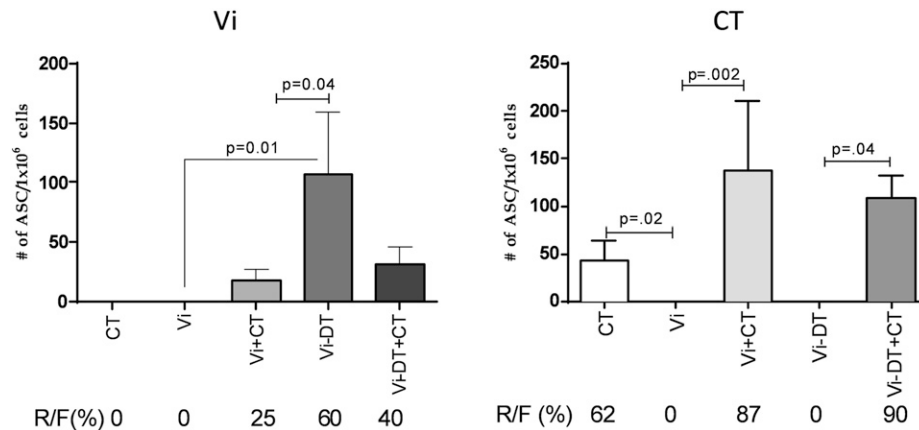 Vi
# of ASC/1x10⁶ cells
200
150
100
50
0
p=0.04
p=0.01
CT
Vi
Vi+CT
Vi-DT
Vi-DT+CT
R/F(%) 0 0 25 60 40
CT
# of ASC/1x10⁶ cells
250
200
150
100
50
0
p=.002
p=.04
p=.02
CT
Vi
Vi+CT
Vi-DT
Vi-DT+CT
R/F (%) 62 0 87 0 90